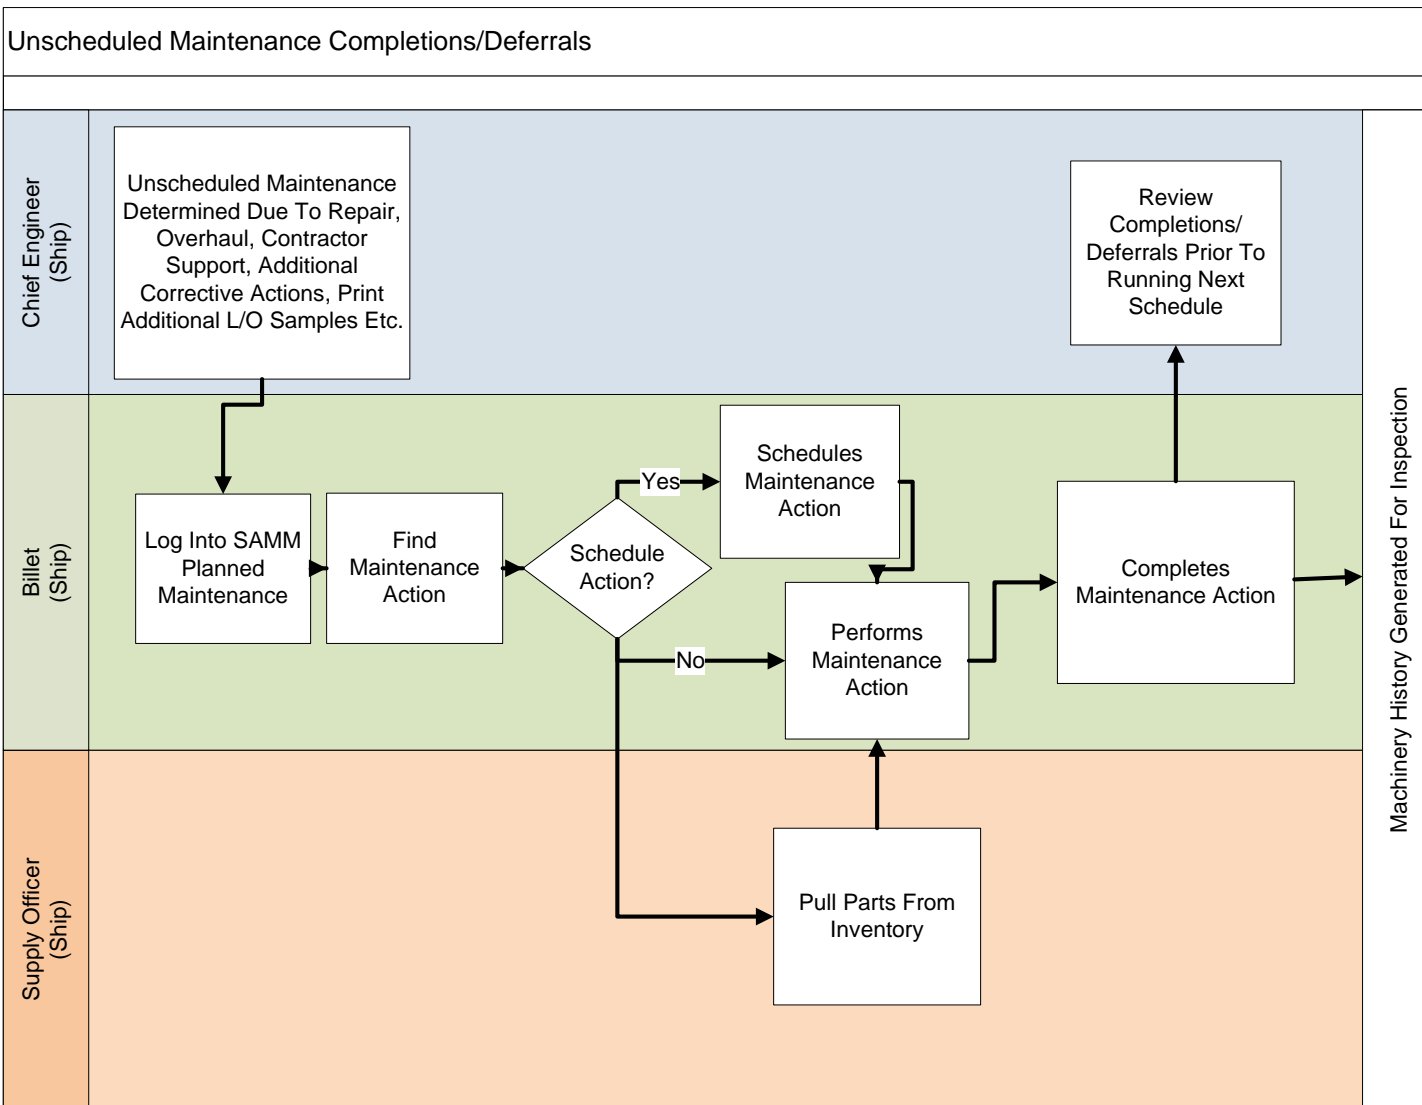 Unscheduled Maintenance Completions/Deferrals
Chief Engineer
(Ship)
Unscheduled Maintenance
Determined Due To Repair,
Overhaul, Contractor
Support, Additional
Corrective Actions, Print
Additional L/O Samples Etc.
Review
Completions/
Deferrals Prior To
Running Next
Schedule
Billet
(Ship)
Log Into SAMM
Planned
Maintenance
Find
Maintenance
Action
Schedule
Action?
Yes
Schedules
Maintenance
Action
No
Performs
Maintenance
Action
Completes
Maintenance Action
Supply Officer
(Ship)
Pull Parts From
Inventory
Machinery History Generated For Inspection